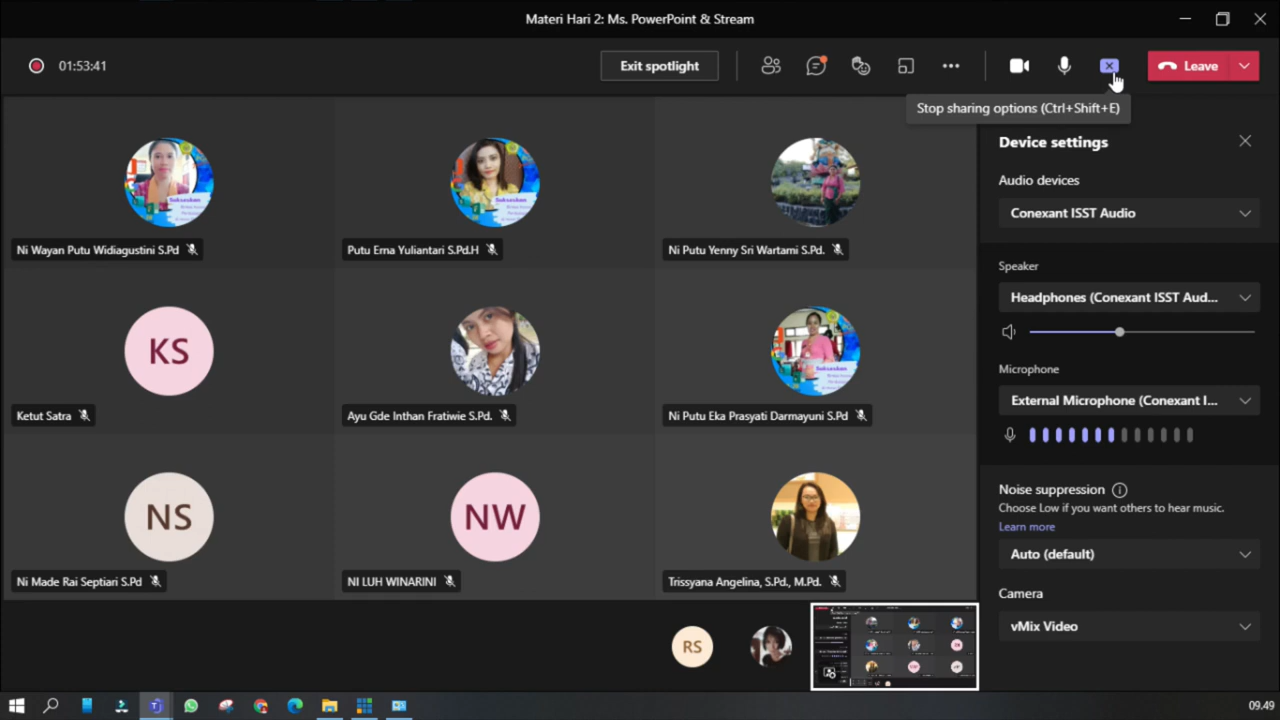 Materi Hari 2: Ms. PowerPoint & Stream
01:53:41
Exit spotlight
Leave
Stop sharing options (Ctrl+Shift+E)
Ni Wayan Putu Widiagustini S.Pd
Putu Erna Yuliantari S.Pd.H
Ni Putu Yenny Sri Wartami S.Pd.
KS
Ketut Satra
Ayu Gde Inthan Fratiwie S.Pd.
Ni Putu Eka Prasyati Darmayuni S.Pd
NS
NW
Ni Made Rai Septiari S.Pd
NI LUH WINARINI
Trissyana Angelina, S.Pd., M.Pd.
RS
Device settings
Audio devices
Conexant ISST Audio
Speaker
Headphones (Conexant ISST Aud...
Microphone
External Microphone (Conexant I...
Noise suppression
Choose Low if you want others to hear music.
Learn more
Auto (default)
Camera
vMix Video
09.49